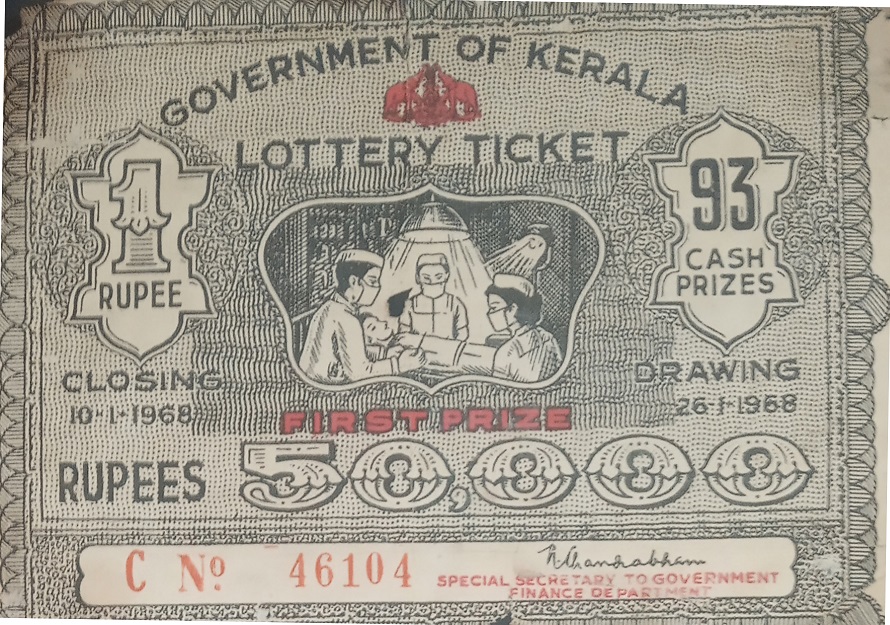 GOVERNMENT OF KERALA
LOTTERY TICKET
1
RUPEE
93
CASH
PRIZES
CLOSING
10-1-1968
DRAWING
26-1-1968
FIRST PRIZE
RUPEES 50,000
C Nº 46104
SPECIAL SECRETARY TO GOVERNMENT
FINANCE DEPARTMENT